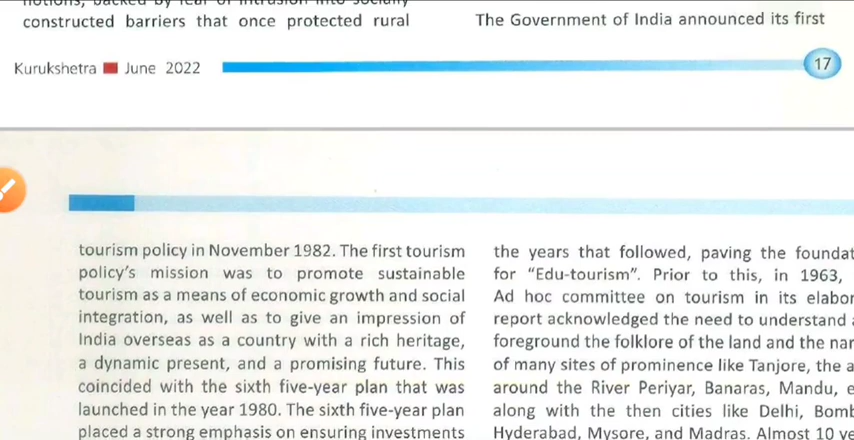 constructed barriers that once protected rural
The Government of India announced its first
Kurukshetra June 2022
17
tourism policy in November 1982. The first tourism
policy's mission was to promote sustainable
tourism as a means of economic growth and social
integration, as well as to give an impression of
India overseas as a country with a rich heritage,
a dynamic present, and a promising future. This
coincided with the sixth five-year plan that was
launched in the year 1980. The sixth five-year plan
placed a strong emphasis on ensuring investments
the years that followed, paving the foundat
for “Edu-tourism”. Prior to this, in 1963,
Ad hoc committee on tourism in its elabor
report acknowledged the need to understand
foreground the folklore of the land and the nar
of many sites of prominence like Tanjore, the a
around the River Periyar, Banaras, Mandu, e
along with the then cities like Delhi, Bomb
Hyderabad, Mysore, and Madras. Almost 10 ye